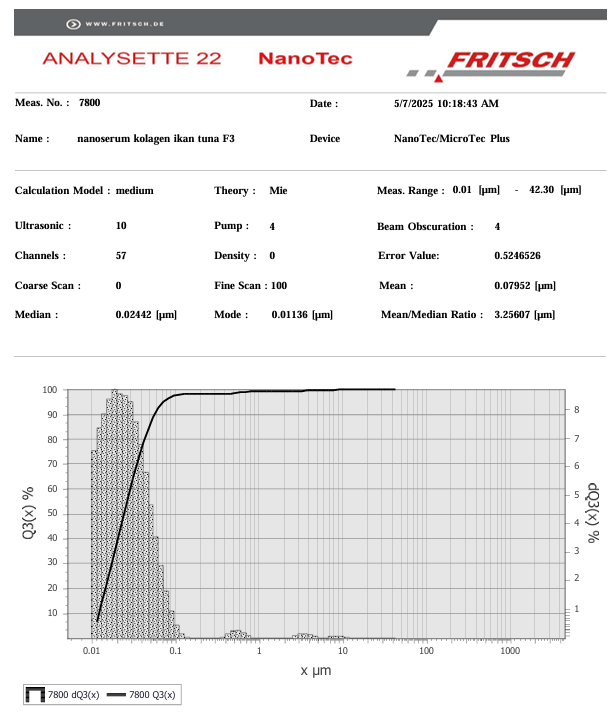 WWW.FRITSCH.DE
ANALYSETTE 22 NanoTec FRITSCH
Meas. No. : 7800 Date : 5/7/2025 10:18:43 AM
Name : nanoserum kolagen ikan tuna F3 Device NanoTec/MicroTec Plus
Calculation Model : medium Theory : Mie Meas. Range : 0.01 [µm] - 42.30 [µm]
Ultrasonic : 10 Pump : 4 Beam Obscuration : 4
Channels : 57 Density : 0 Error Value: 0.5246526
Coarse Scan : 0 Fine Scan : 100 Mean : 0.07952 [µm]
Median : 0.02442 [µm] Mode : 0.01136 [µm] Mean/Median Ratio : 3.25607 [µm]
100
90
80
70
60
50
40
30
20
10
Q3(x) %
8
7
6
5
4
3
2
1
dQ3(x) %
0.01 0.1 1 10 100 1000
x µm
7800 dQ3(x) 7800 Q3(x)